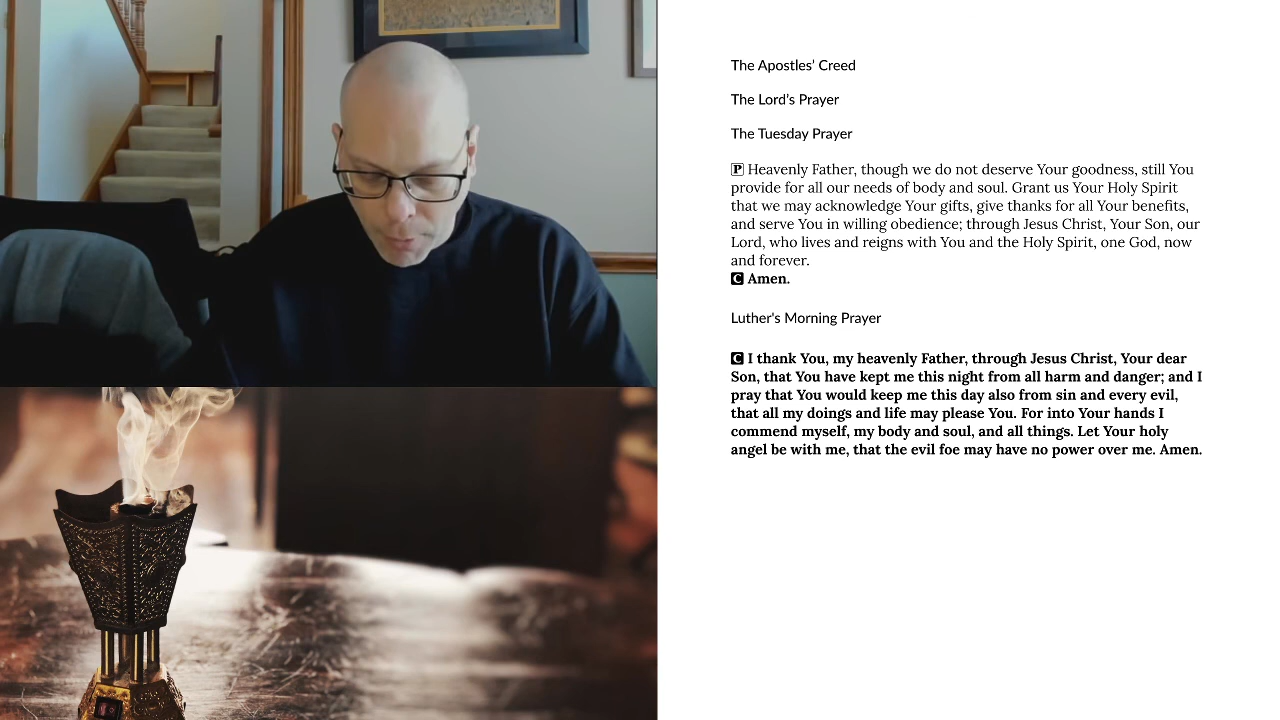 The Apostles' Creed
The Lord's Prayer
The Tuesday Prayer
P Heavenly Father, though we do not deserve Your goodness, still You
provide for all our needs of body and soul. Grant us Your Holy Spirit
that we may acknowledge Your gifts, give thanks for all Your benefits,
and serve You in willing obedience; through Jesus Christ, Your Son, our
Lord, who lives and reigns with You and the Holy Spirit, one God, now
and forever.
C Amen.
Luther's Morning Prayer
C I thank You, my heavenly Father, through Jesus Christ, Your dear
Son, that You have kept me this night from all harm and danger; and I
pray that You would keep me this day also from sin and every evil,
that all my doings and life may please You. For into Your hands I
commend myself, my body and soul, and all things. Let Your holy
angel be with me, that the evil foe may have no power over me. Amen.